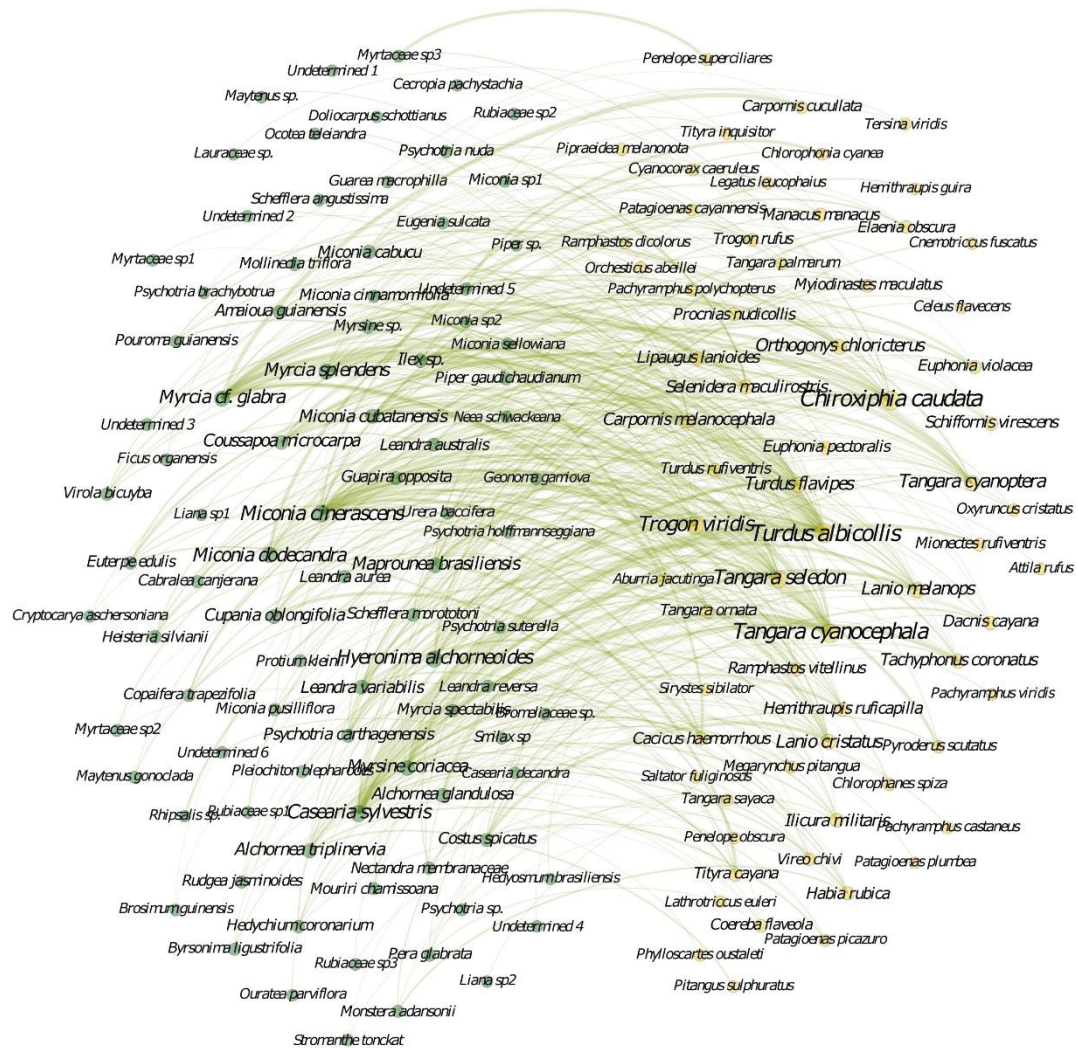 Myrtaceae sp3
Undetermined 1
Cecropia pachystachia
Maytenus sp.
Doliocarpus schottianus
Rubiaceae sp2
Ocotea teleiandra
Lauraceae sp.
Psychotria nuda
Guarea macrophilla
Miconia sp1
Schefflera angustissima
Undetermined 2
Eugenia sulcata
Piper sp.
Miconia cabucu
Myrtaceae sp1
Mollinedia triflora
Psychotria brachybotrua
Miconia cinnamomifolia
Undetermined 5
Amaioua guianensis
Myrsine sp.
Miconia sp2
Pouroma guianensis
Miconia sellowiana
Ilex sp.
Myrcia splendens
Piper gaudichaudianum
Myrcia cf. glabra
Miconia cubatanensis
Neea schwackeana
Undetermined 3
Coussapoa microcarpa
Leandra australis
Ficus organensis
Guapira opposita
Geonoma gamiova
Virola bicuyba
Liana sp1
Miconia cinerascens
Urera baccifera
Psychotria holffmannseggiana
Miconia dodecandra
Euterpe edulis
Maprounea brasiliensis
Cabralea canjerana
Leandra aurea
Cryptocarya aschersoniana
Cupania oblongifolia
Schefflera morototoni
Psychotria suterella
Heisteria silvianii
Protium kleinii
Hyeronima alchorneoides
Leandra variabilis
Leandra reversa
Copaifera trapezifolia
Miconia pusilliflora
Myrcia spectabilis
Bromeliaceae sp.
Myrtaceae sp2
Psychotria carthagenensis
Smilax sp
Undetermined 6
Maytenus gonoclada
Pleiochiton blepharodes
Myrsine coriacea
Casearia decandra
Alchornea glandulosa
Rhipsalis sp.
Rubiaceae sp1
Casearia sylvestris
Costus spicatus
Alchornea triplinervia
Nectandra membranaceae
Hedyosmum brasiliensis
Rudgea jasminoides
Mouriri chamissoana
Brosimum guinensis
Psychotria sp.
Hedychium coronarium
Undetermined 4
Byrsonima ligustrifolia
Rubiaceae sp3
Pera glabrata
Liana sp2
Ouratea parviflora
Monstera adansonii
Stromanthe tonckat
Penelope superciliares
Carpornis cucullata
Tersina viridis
Tityra inquisitor
Pipraeidea melanonota
Chlorophonia cyanea
Cyanocorax caeruleus
Legatus leucophaius
Hemithraupis guira
Patagioenas cayannensis
Manacus manacus
Elaenia obscura
Ramphastos dicolorus
Trogon rufus
Cnemotriccus fuscatus
Orchesticus abeillei
Tangara palmarum
Pachyramphus polychopterus
Myiodinastes maculatus
Celeus flavecens
Procnias nudicollis
Orthogonys chloricterus
Lipaugus lanioides
Euphonia violacea
Selenidera maculirostris
Chiroxiphia caudata
Carpornis melanocephala
Schiffornis virescens
Euphonia pectoralis
Turdus rufiventris
Turdus flavipes
Tangara cyanoptera
Oxyruncus cristatus
Trogon viridis
Turdus albicollis
Mionectes rufiventris
Attila rufus
Aburria jacutinga
Tangara seledon
Lanio melanops
Tangara ornata
Dacnis cayana
Tangara cyanocephala
Tachyphonus coronatus
Ramphastos vitellinus
Sirystes sibilator
Pachyramphus viridis
Hemithraupis ruficapilla
Cacicus haemorrhous
Lanio cristatus
Pyroderus scutatus
Megarynchus pitangua
Saltator fuliginosus
Chlorophanes spiza
Tangara sayaca
Ilicura militaris
Pachyramphus castaneus
Penelope obscura
Vireo chivi
Patagioenas plumbea
Tityra cayana
Habia rubica
Lathrotriccus euleri
Coereba flaveola
Patagioenas picazuro
Phylloscartes oustaleti
Pitangus sulphuratus